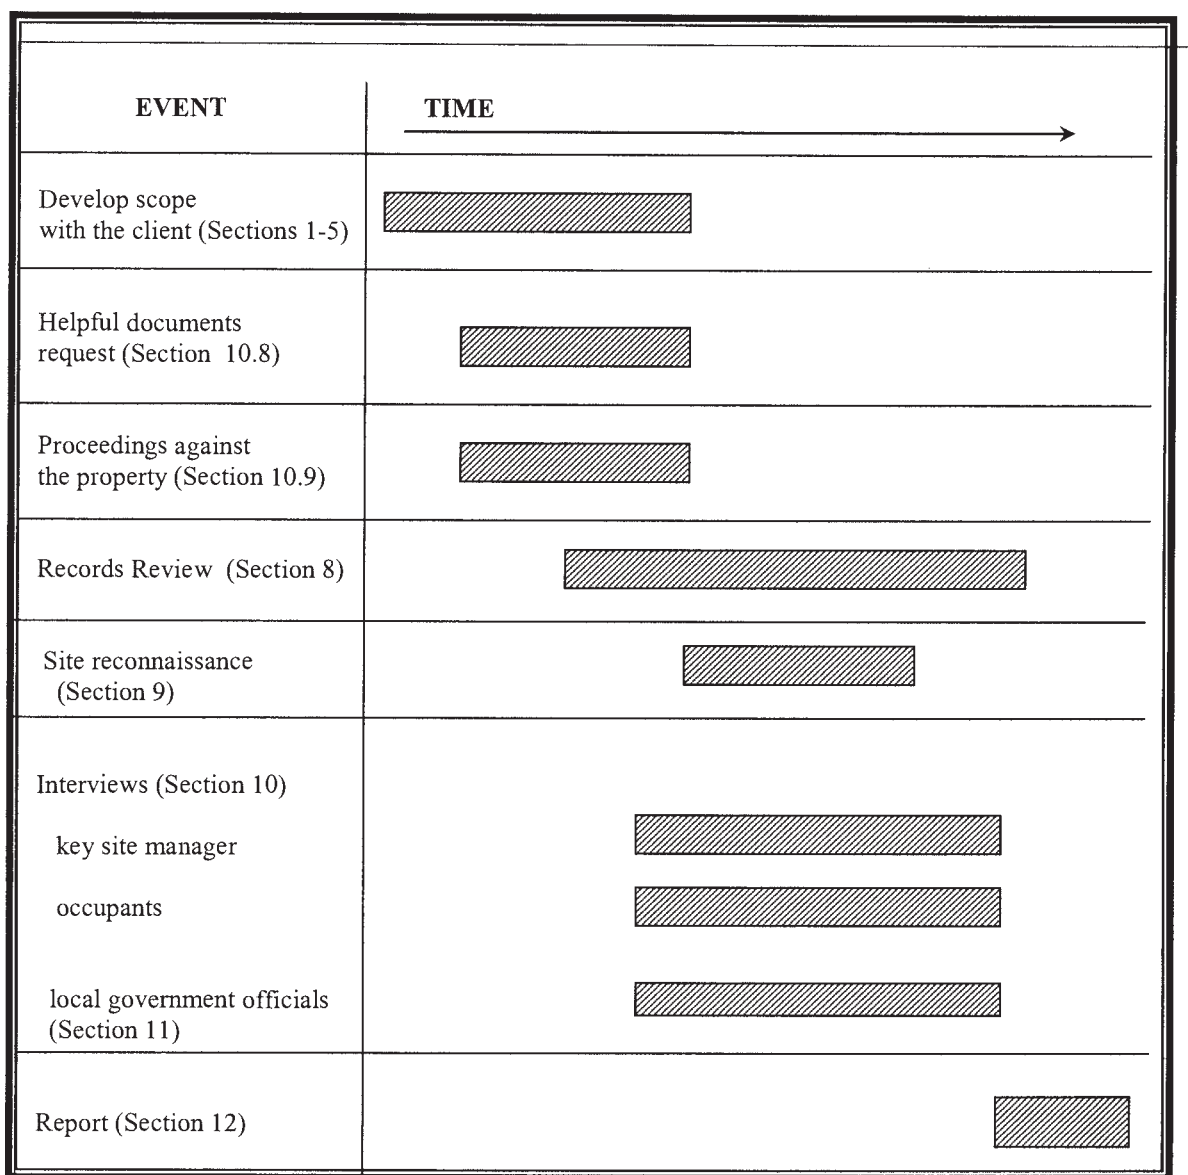 EVENT
TIME
Develop scope
with the client (Sections 1-5)
Helpful documents
request (Section 10.8)
Proceedings against
the property (Section 10.9)
Records Review (Section 8)
Site reconnaissance
(Section 9)
Interviews (Section 10)
key site manager
occupants
local government officials
(Section 11)
Report (Section 12)